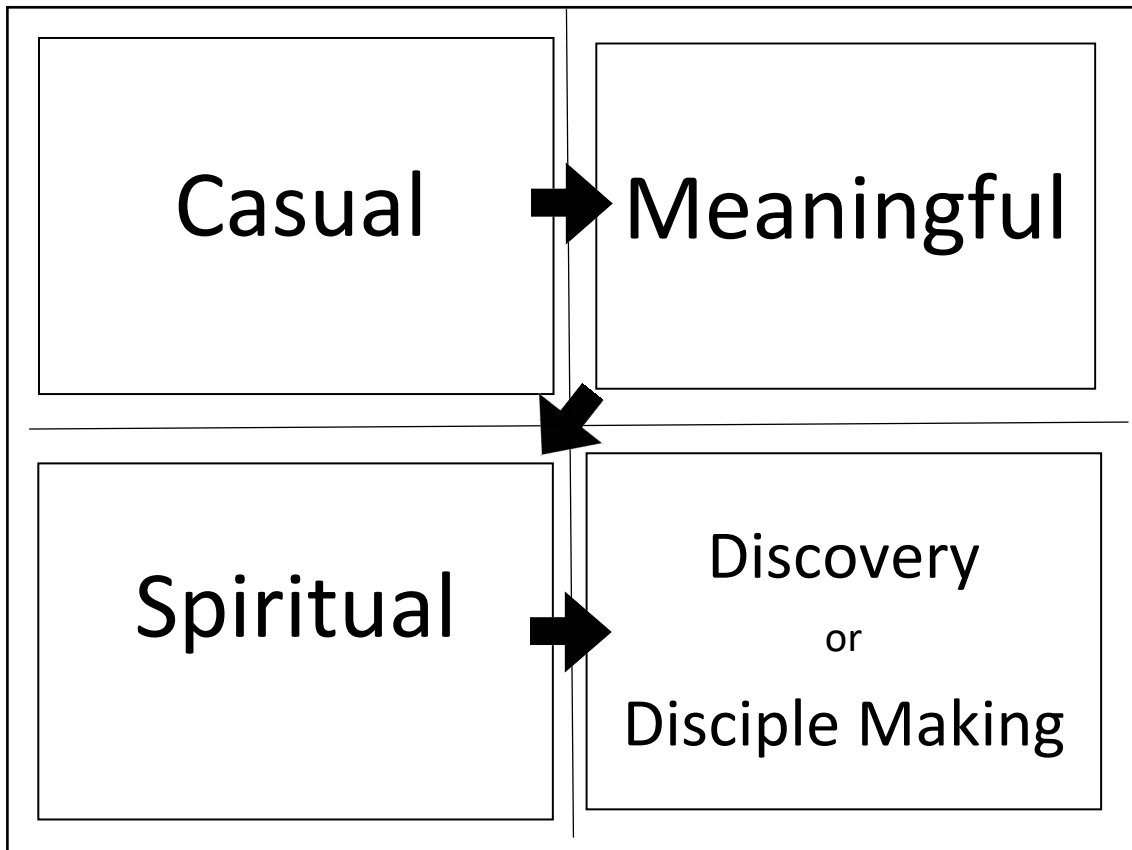 Casual
Meaningful
Spiritual
Discovery
or
Disciple Making